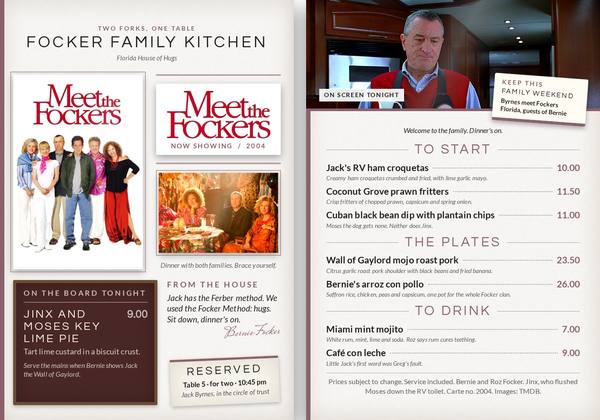 TWO FORKS, ONE TABLE
FOCKER FAMILY KITCHEN
Florida House of Hugs
Meet the
Fockers
Meet the
Fockers
NOW SHOWING / 2004
Dinner with both families. Brace yourself.
ON THE BOARD TONIGHT
JINX AND 9.00
MOSES KEY
LIME PIE
Tart lime custard in a biscuit crust.
Serve the mains when Bernie shows Jack
the Wall of Gaylord.
FROM THE HOUSE
Jack has the Ferber method. We
used the Focker Method: hugs.
Sit down, dinner's on.
Bernie Focker
RESERVED
Table 5 · for two · 10:45 pm
Jack Byrnes, in the circle of trust
ON SCREEN TONIGHT
KEEP THIS
FAMILY WEEKEND
Byrnes meet Fockers
Florida, guests of Bernie
Welcome to the family. Dinner's on.
TO START
Jack's RV ham croquetas 10.00
Creamy ham croquetas crumbed and fried, with lime garlic mayo.
Coconut Grove prawn fritters 11.50
Crisp fritters of chopped prawn, capsicum and spring onion.
Cuban black bean dip with plantain chips 11.00
Moses the dog gets none. Neither does Jinx.
THE PLATES
Wall of Gaylord mojo roast pork 23.50
Citrus garlic roast pork shoulder with black beans and fried banana.
Bernie's arroz con pollo 26.00
Saffron rice, chicken, peas and capsicum, one pot for the whole Focker clan.
TO DRINK
Miami mint mojito 7.00
White rum, mint, lime and soda. Roz says rum cures teething.
Café con leche 9.00
Little Jack's first word was Greg's fault.
Prices subject to change. Service included. Bernie and Roz Focker. Jinx, who flushed
Moses down the RV toilet. Carte no. 2004. Images: TMDB.